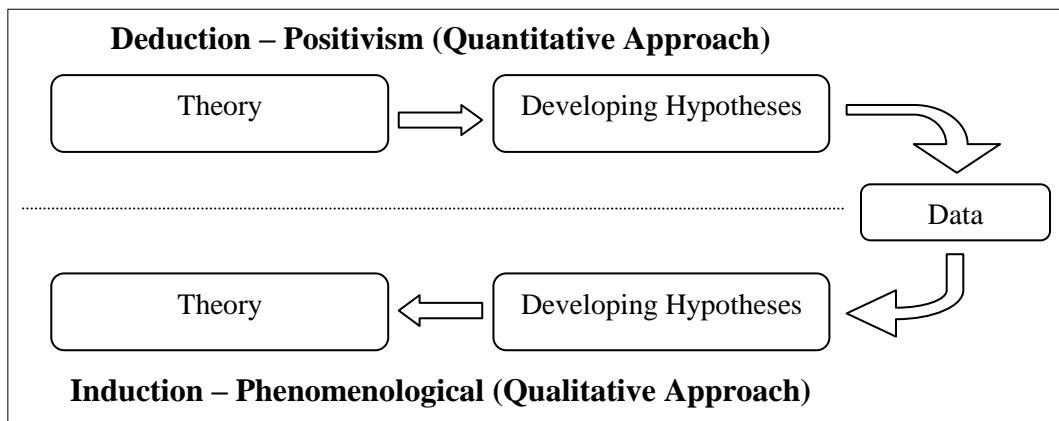 Deduction – Positivism (Quantitative Approach)
Theory
Developing Hypotheses
Data
Theory
Developing Hypotheses
Induction – Phenomenological (Qualitative Approach)